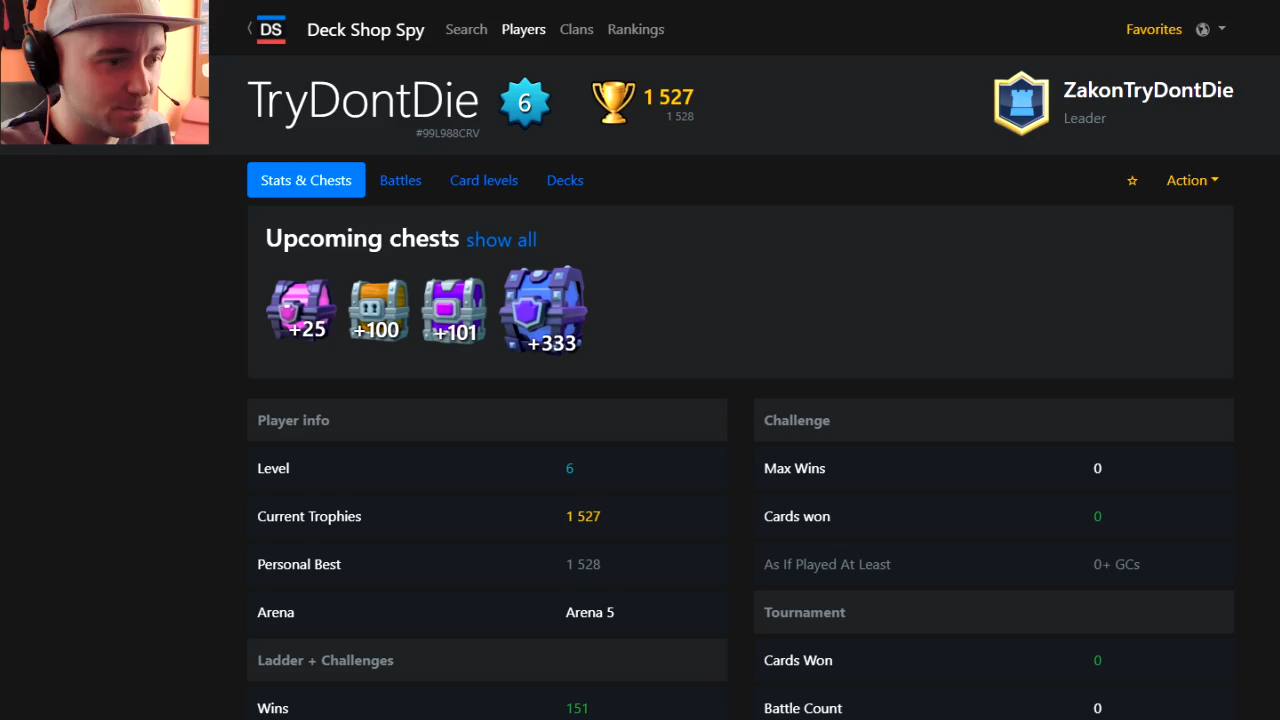 DS Deck Shop Spy Search Players Clans Rankings Favorites
TryDontDie 6 1 527 ZakonTryDontDie
1 528 Leader
#99L988CRV
Stats & Chests Battles Card levels Decks Action
Upcoming chests show all
+25 +100 +101 +333
Player info
Level 6
Current Trophies 1 527
Personal Best 1 528
Arena Arena 5
Ladder + Challenges
Wins 151
Challenge
Max Wins 0
Cards won 0
As If Played At Least 0+ GCs
Tournament
Cards Won 0
Battle Count 0